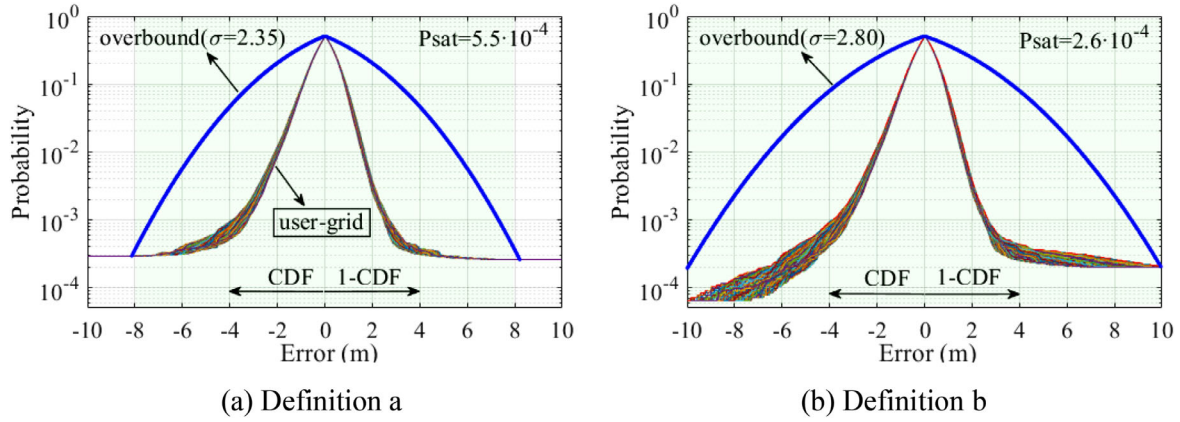 overbound(σ=2.35)
Psat=5.5·10⁻⁴
10⁰
10⁻¹
10⁻²
10⁻³
10⁻⁴
Probability
user-grid
CDF 1-CDF
-10 -8 -6 -4 -2 0 2 4 6 8 10
Error (m)
(a) Definition a
overbound(σ=2.80)
Psat=2.6·10⁻⁴
10⁰
10⁻¹
10⁻²
10⁻³
10⁻⁴
Probability
CDF 1-CDF
-10 -8 -6 -4 -2 0 2 4 6 8 10
Error (m)
(b) Definition b